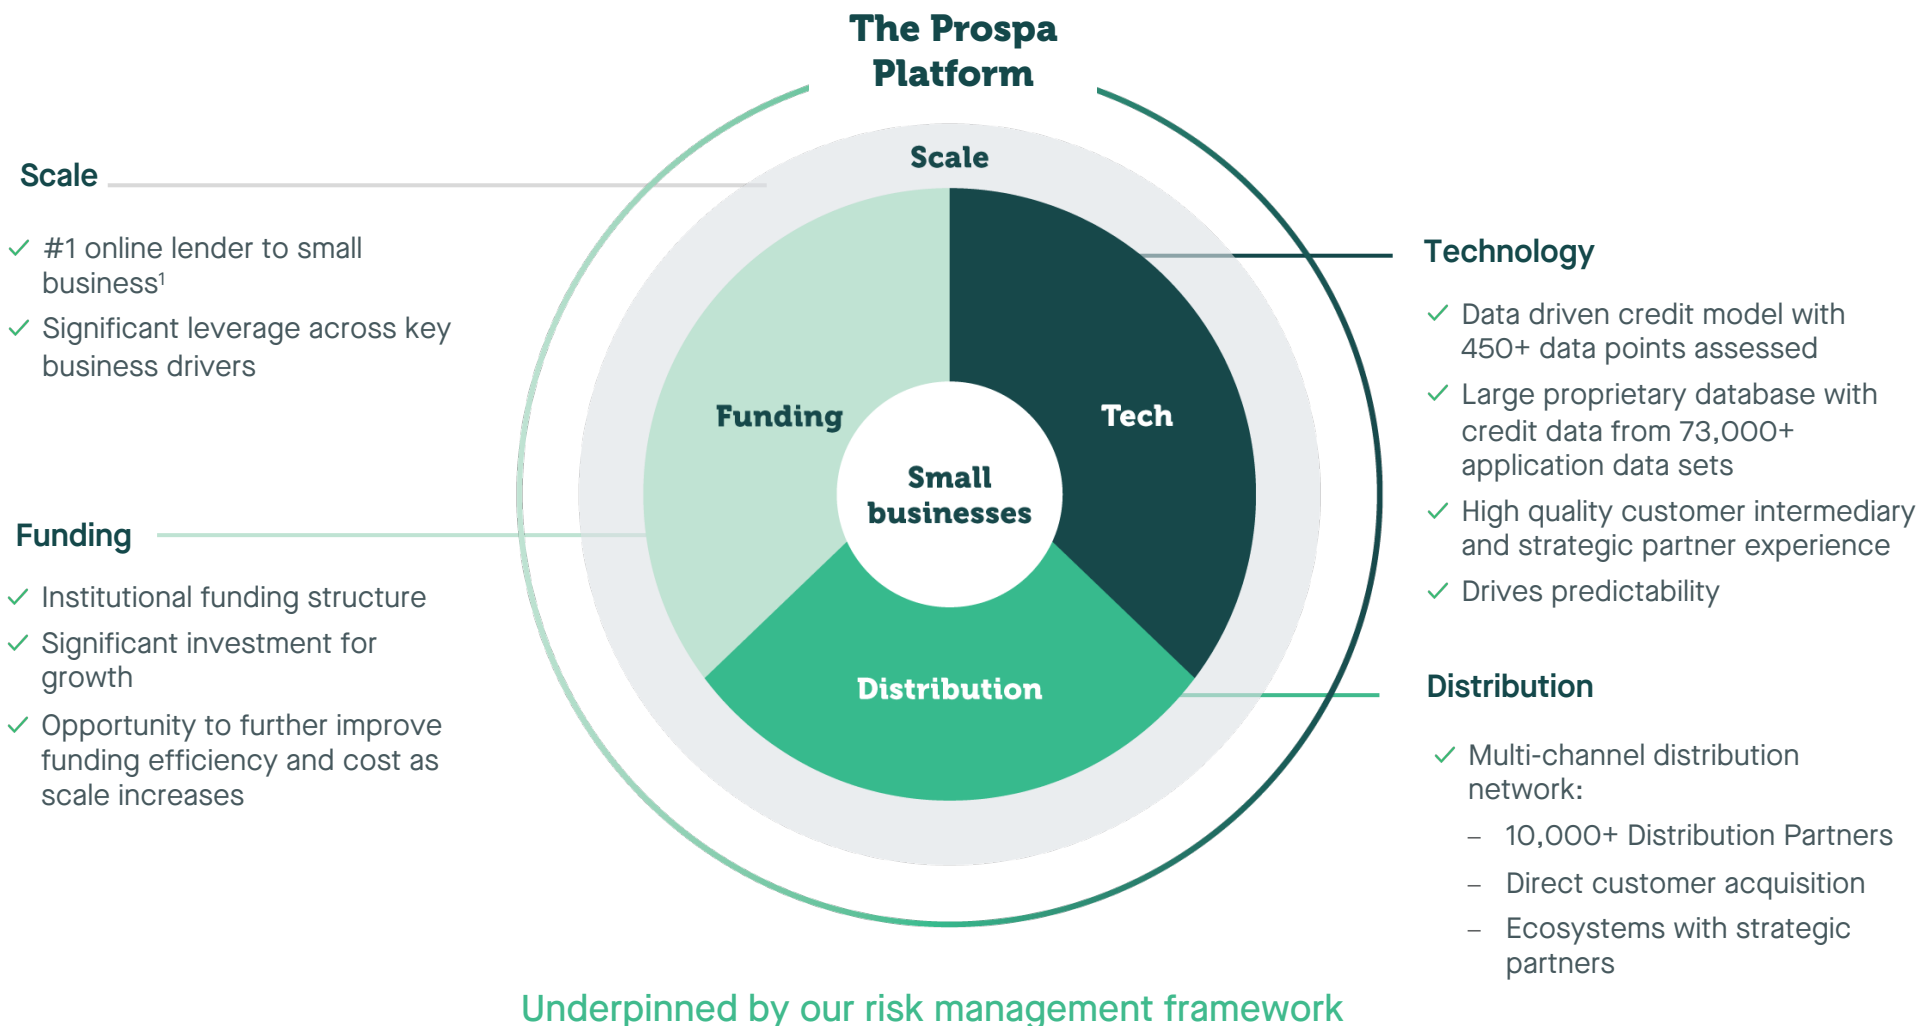 The Prospa
Platform
Scale
Funding
Tech
Small
businesses
Distribution
Scale
#1 online lender to small
business¹
Significant leverage across key
business drivers
Funding
Institutional funding structure
Significant investment for
growth
Opportunity to further improve
funding efficiency and cost as
scale increases
Technology
Data driven credit model with
450+ data points assessed
Large proprietary database with
credit data from 73,000+
application data sets
High quality customer intermediary
and strategic partner experience
Drives predictability
Distribution
Multi-channel distribution
network:
– 10,000+ Distribution Partners
– Direct customer acquisition
– Ecosystems with strategic
partners
Underpinned by our risk management framework